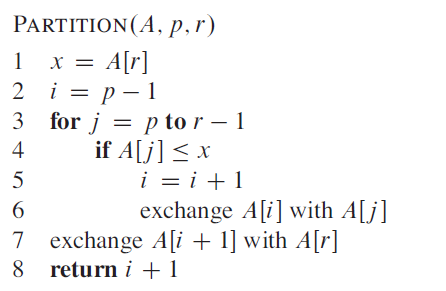 PARTITION(A, p, r)
1 x = A[r]
2 i = p − 1
3 for j = p to r − 1
4 if A[j] ≤ x
5 i = i + 1
6 exchange A[i] with A[j]
7 exchange A[i + 1] with A[r]
8 return i + 1